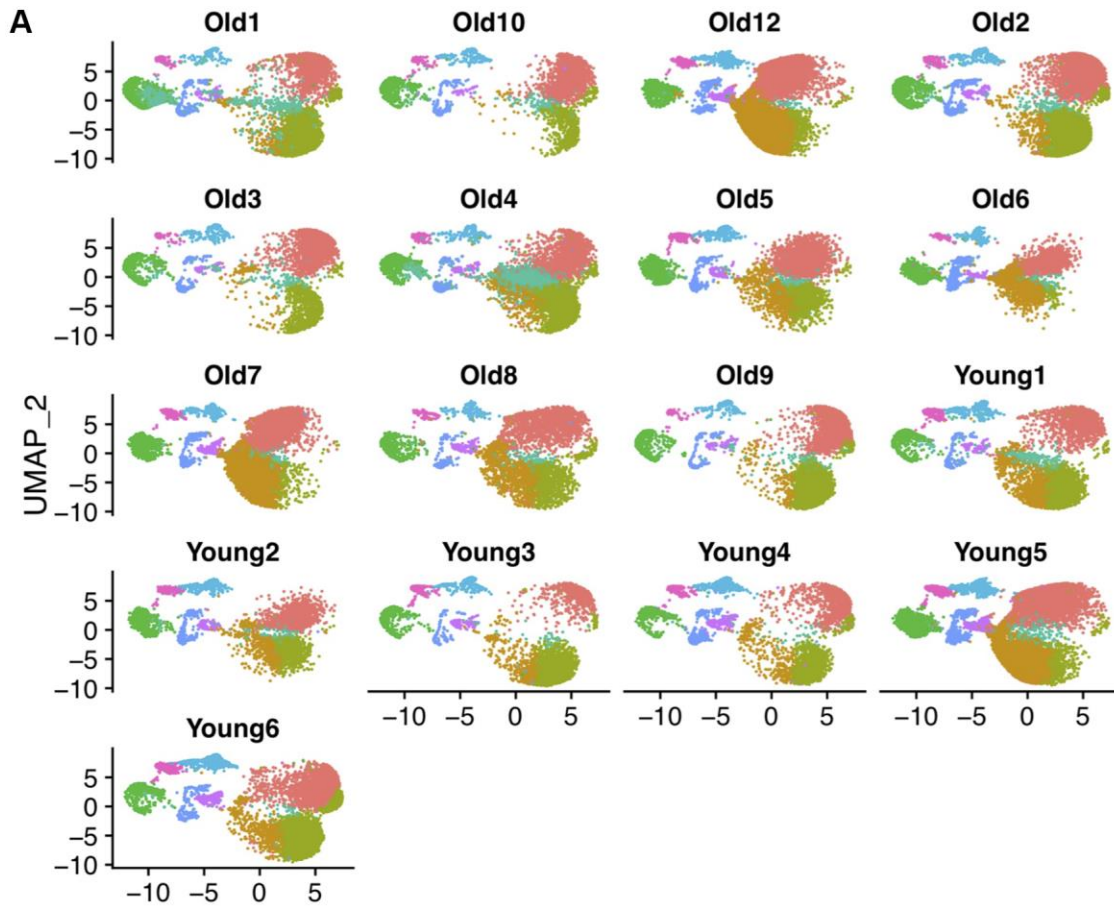 A
Old1 Old10 Old12 Old2
5
0
−5
−10
Old3 Old4 Old5 Old6
5
0
−5
−10
Old7 Old8 Old9 Young1
5
0
−5
−10
UMAP_2
Young2 Young3 Young4 Young5
5
0
−5
−10
−10 −5 0 5 −10 −5 0 5 −10 −5 0 5
Young6
5
0
−5
−10
−10 −5 0 5